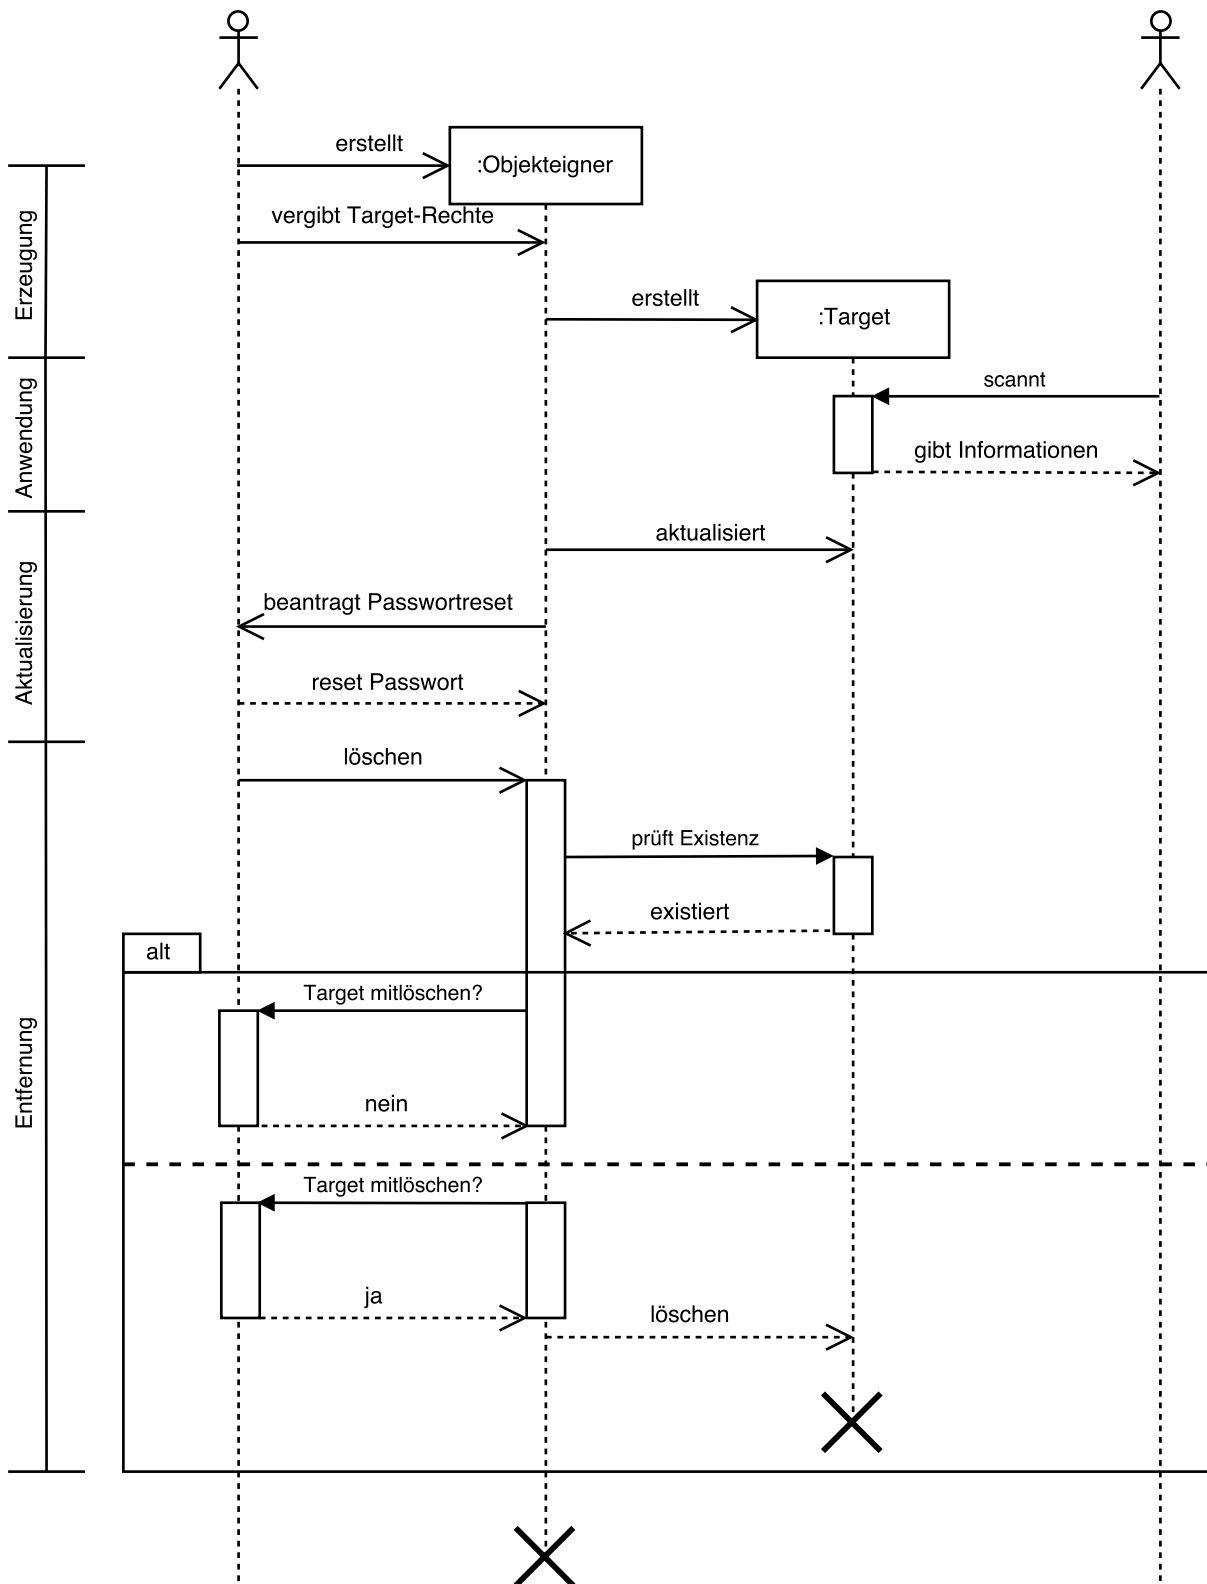 erstellt
:Objekteigner
vergibt Target-Rechte
Erzeugung
erstellt
:Target
scannt
Anwendung
gibt Informationen
aktualisiert
beantragt Passwortreset
Aktualisierung
reset Passwort
löschen
prüft Existenz
existiert
alt
Target mitlöschen?
Entfernung
nein
Target mitlöschen?
ja
löschen